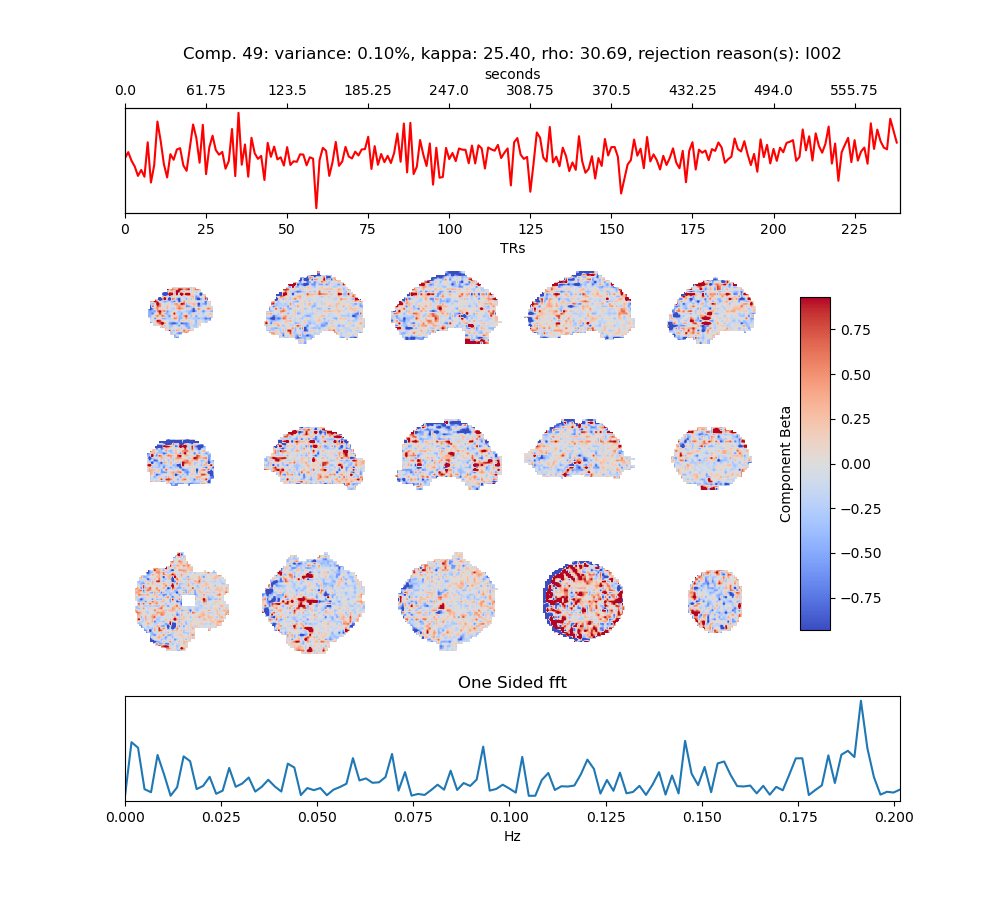 Comp. 49: variance: 0.10%, kappa: 25.40, rho: 30.69, rejection reason(s): I002
seconds
0.0 61.75 123.5 185.25 247.0 308.75 370.5 432.25 494.0 555.75
0 25 50 75 100 125 150 175 200 225
TRs
Component Beta
0.75
0.50
0.25
0.00
−0.25
−0.50
−0.75
One Sided fft
0.000 0.025 0.050 0.075 0.100 0.125 0.150 0.175 0.200
Hz